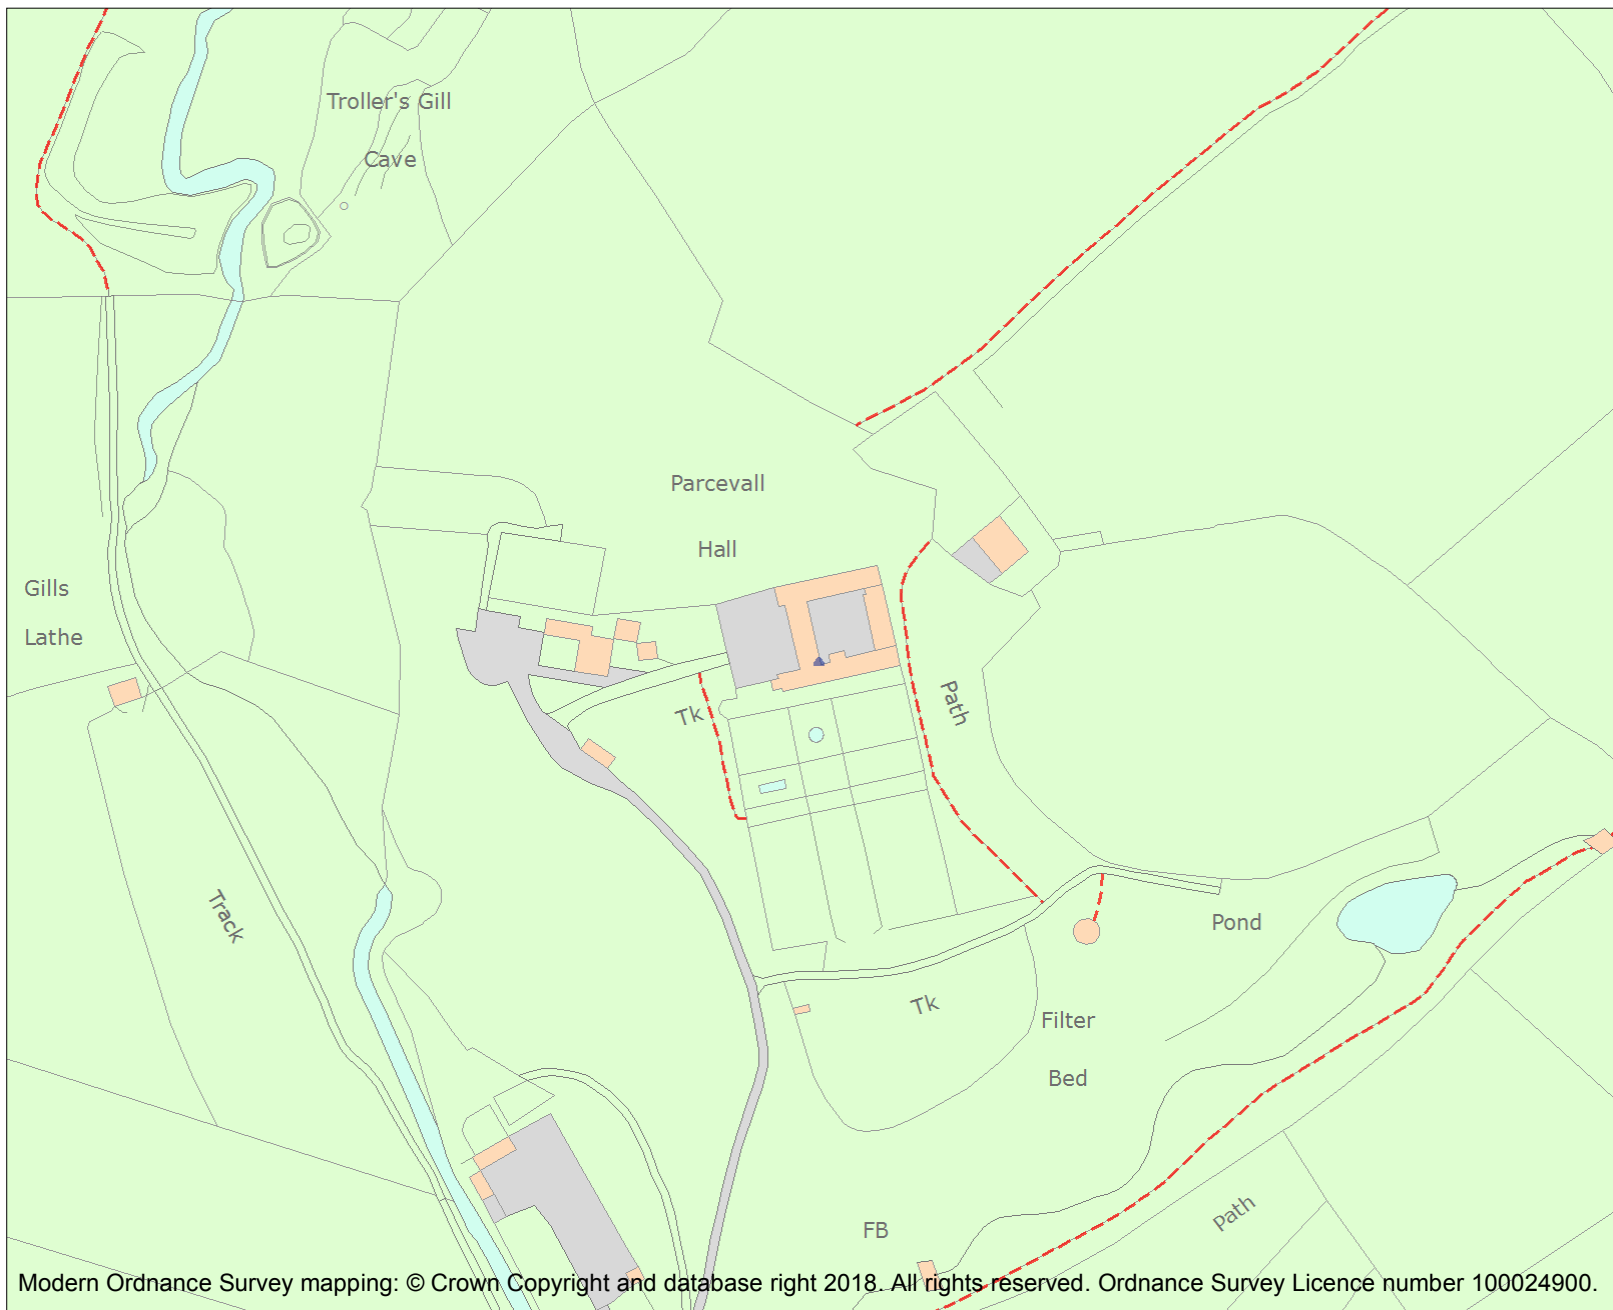 Troller's Gill
Cave
Parcevall
Hall
Gills
Lathe
Tk
Path
Track
Pond
Tk
Filter
Bed
Path
FB
Modern Ordnance Survey mapping: © Crown Copyright and database right 2018. All rights reserved. Ordnance Survey Licence number 100024900.